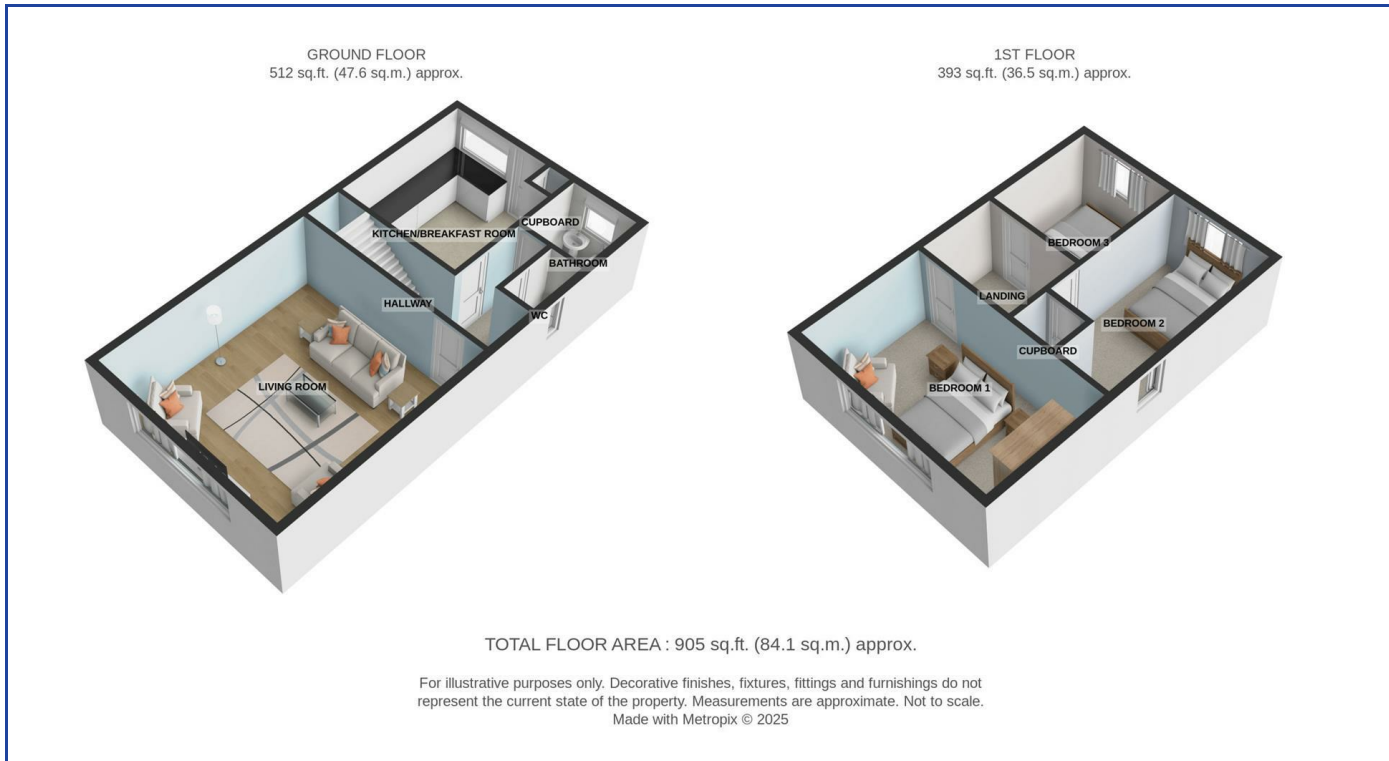 GROUND FLOOR
512 sq.ft. (47.6 sq.m.) approx.
KITCHEN/BREAKFAST ROOM
CUPBOARD
BATHROOM
HALLWAY
WC
LIVING ROOM
1ST FLOOR
393 sq.ft. (36.5 sq.m.) approx.
BEDROOM 3
LANDING
BEDROOM 2
CUPBOARD
BEDROOM 1
TOTAL FLOOR AREA : 905 sq.ft. (84.1 sq.m.) approx.
For illustrative purposes only. Decorative finishes, fixtures, fittings and furnishings do not
represent the current state of the property. Measurements are approximate. Not to scale.
Made with Metropix © 2025